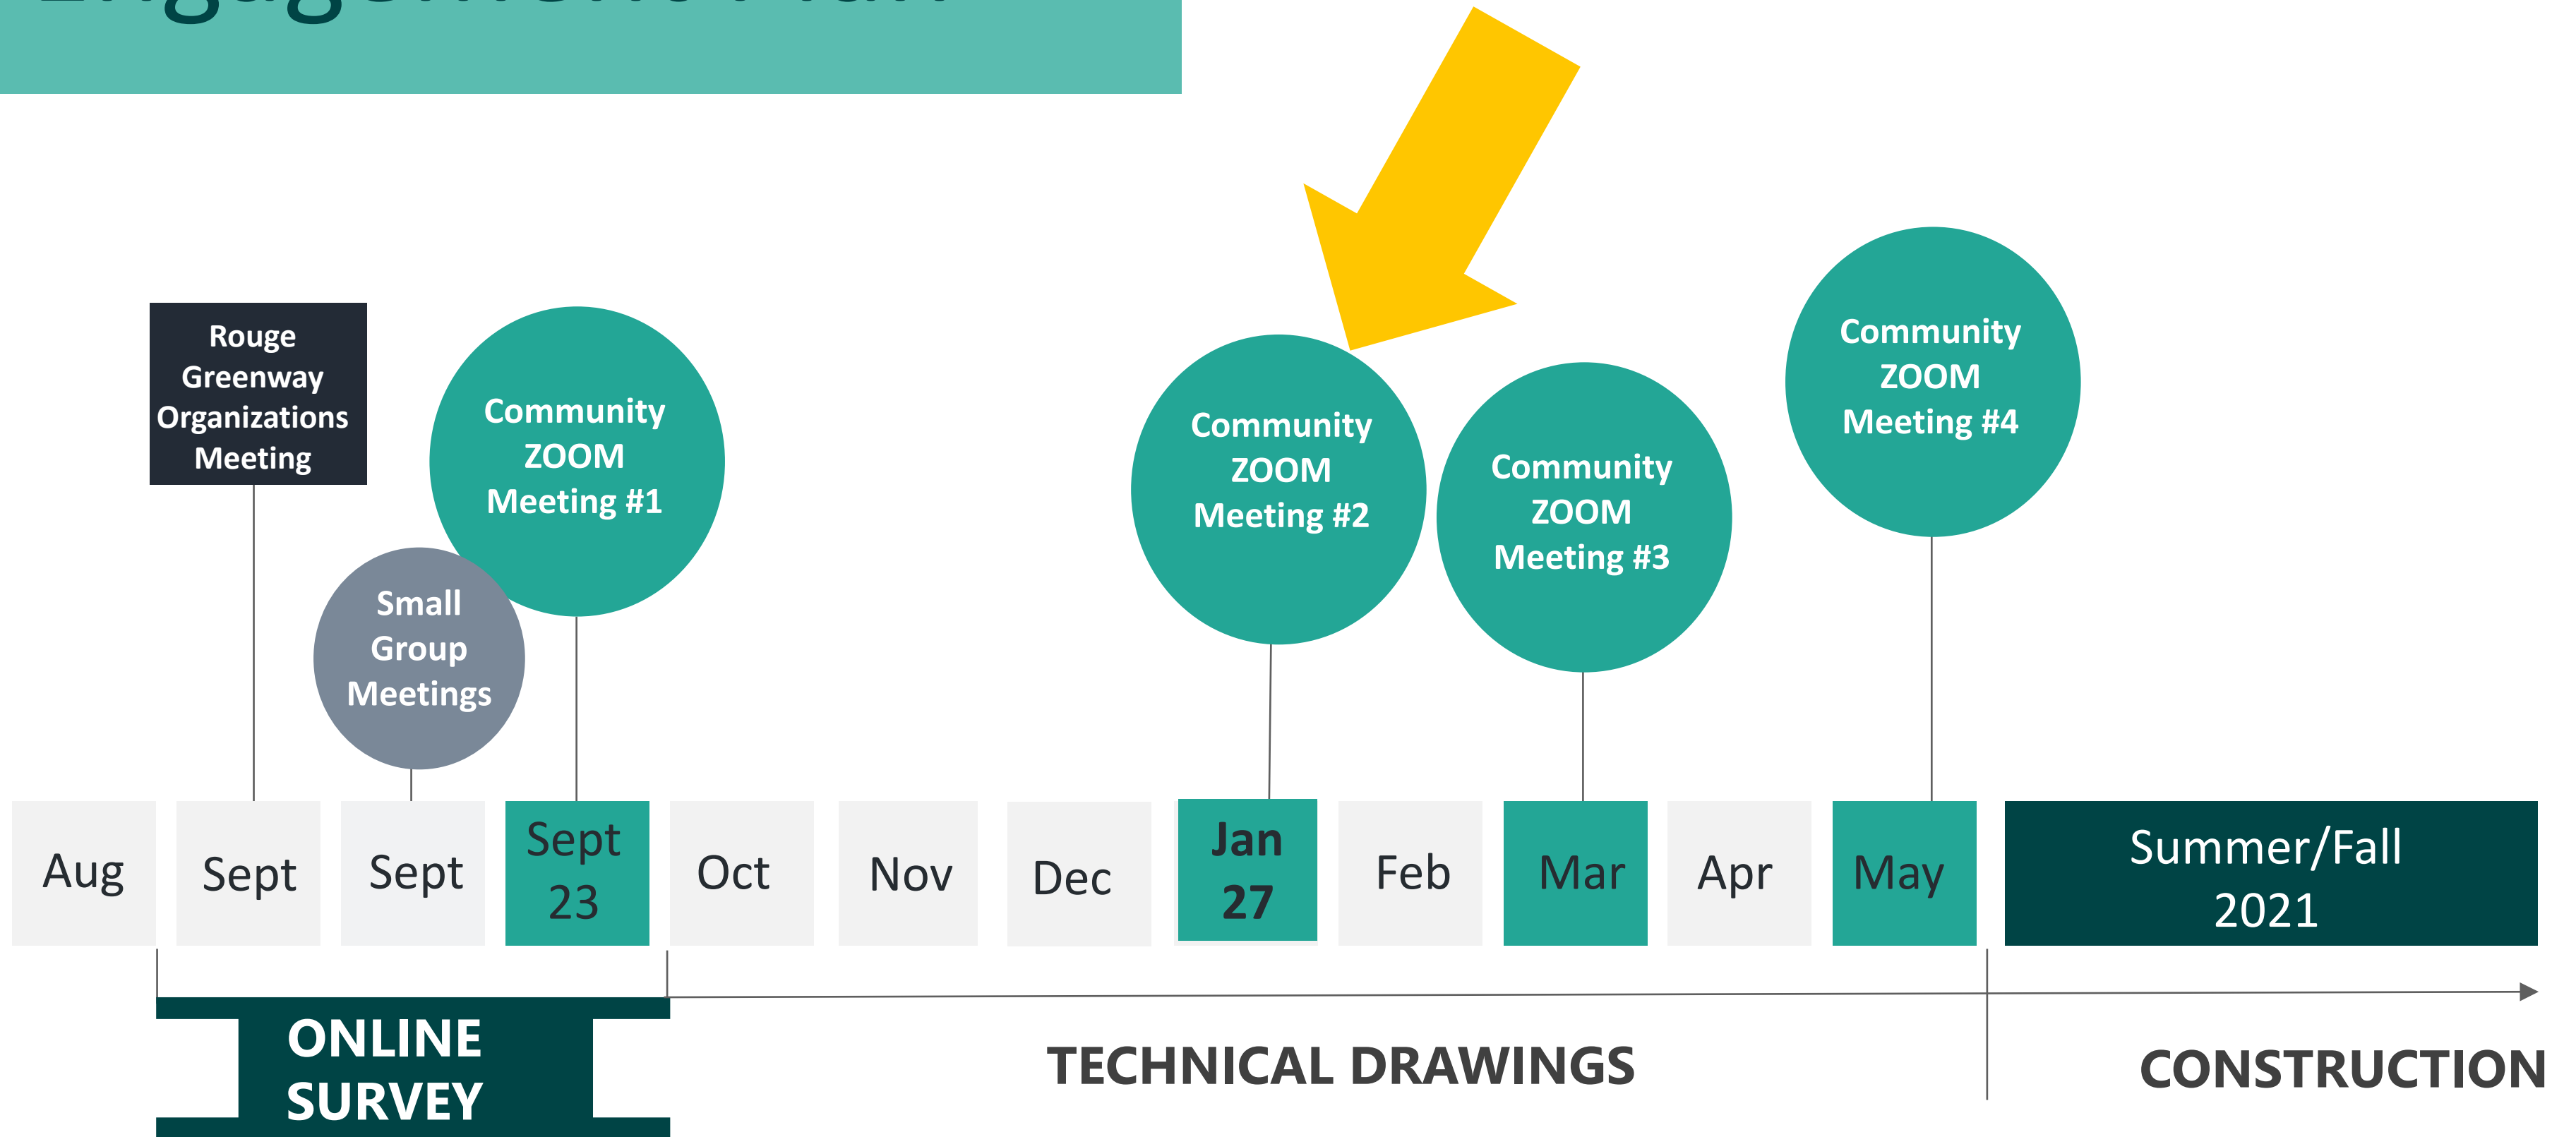 Engagement Plan
Rouge
Greenway
Organizations
Meeting
Small
Group
Meetings
Community
ZOOM
Meeting #1
Community
ZOOM
Meeting #2
Community
ZOOM
Meeting #3
Community
ZOOM
Meeting #4
Aug
Sept
Sept
Sept
23
Oct
Nov
Dec
Jan
27
Feb
Mar
Apr
May
Summer/Fall
2021
ONLINE
SURVEY
TECHNICAL DRAWINGS
CONSTRUCTION